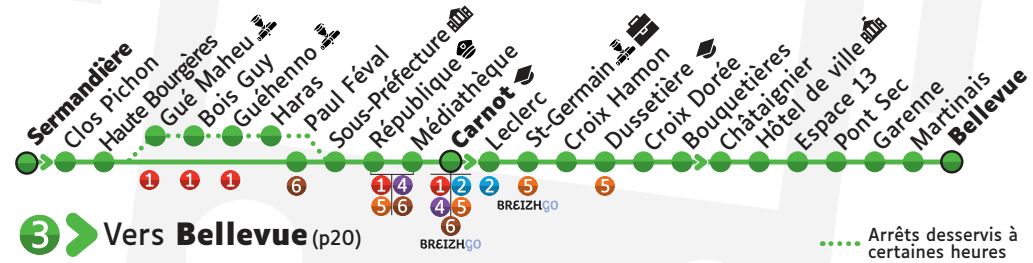 Sermandière
Clos Pichon
Haute Bourgères
Gué Maheu
Bois Guy
Guéhenno
Haras
Paul Féval
Sous-Préfecture
République
Médiathèque
Carnot
Leclerc
St-Germain
Croix Hamon
Dussetière
Croix Dorée
Bouquetières
Châtaignier
Hôtel de ville
Espace 13
Pont Sec
Garenne
Martinais
Bellevue
1 1 1 6 1 4 1 2 2 5 5
5 6 4 5
BREIZHGO
6
BREIZHGO
3 Vers Bellevue (p20)
Arrêts desservis à
certaines heures